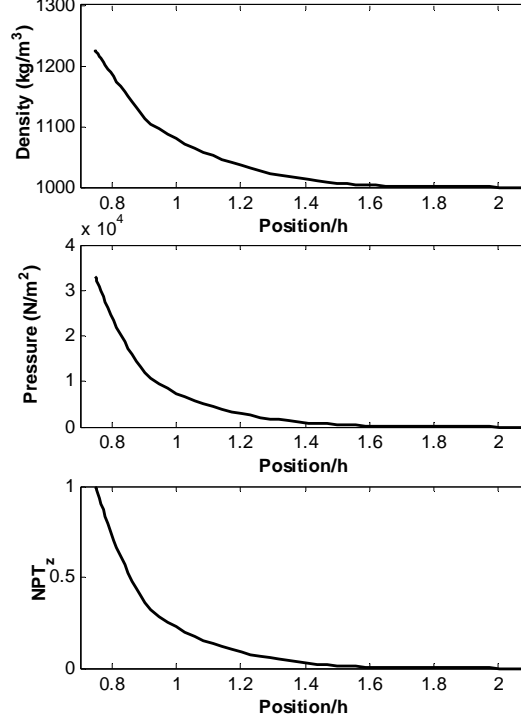 1300
1200
1100
1000
Density (kg/m3)
0.8 1 1.2 1.4 1.6 1.8 2
Position/h
x 10^4
4
3
2
1
0
Pressure (N/m2)
0.8 1 1.2 1.4 1.6 1.8 2
Position/h
1
0.5
0
NPTz
0.8 1 1.2 1.4 1.6 1.8 2
Position/h